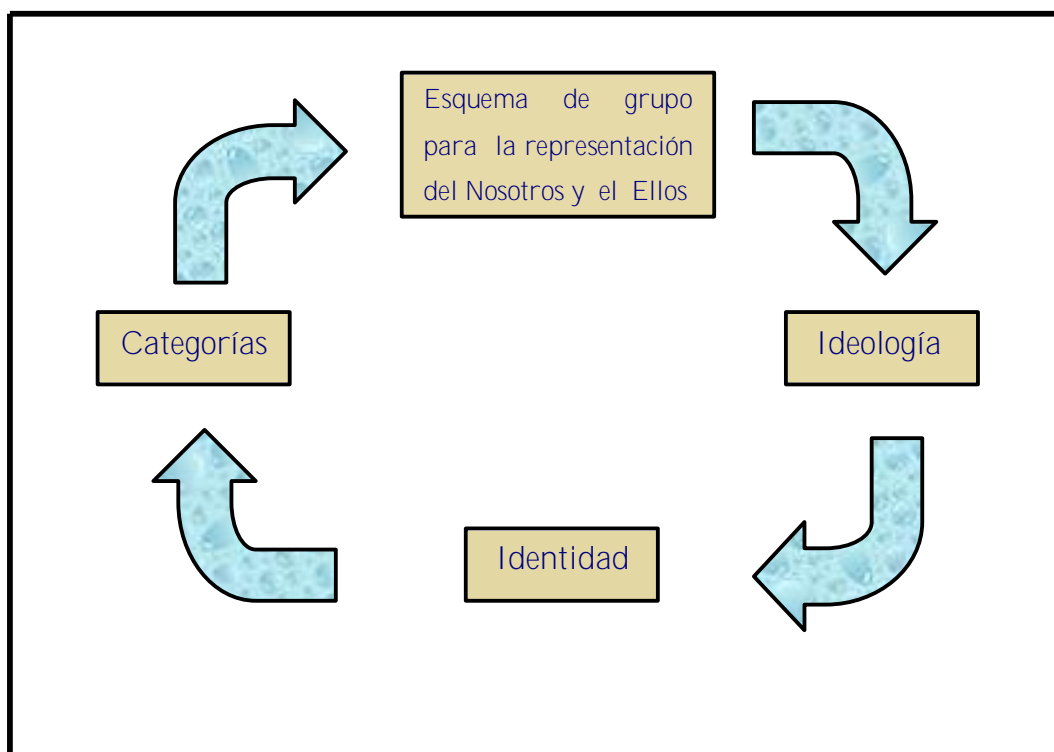 Esquema de grupo
para la representación
del Nosotros y el Ellos
Categorías
Ideología
Identidad